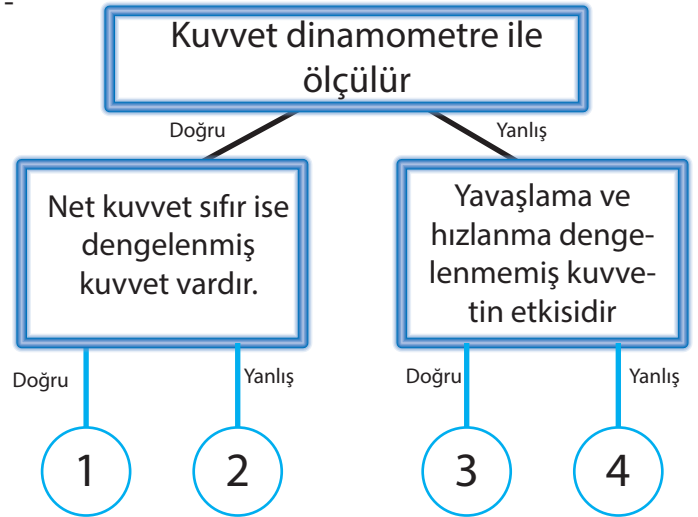 -
Kuvvet dinamometre ile
ölçülür
Doğru
Yanlış
Net kuvvet sıfır ise
dengelenmiş
kuvvet vardır.
Yavaşlama ve
hızlanma denge-
lenmemiş kuvve-
tin etkisidir
Doğru
Yanlış
Doğru
Yanlış
1
2
3
4